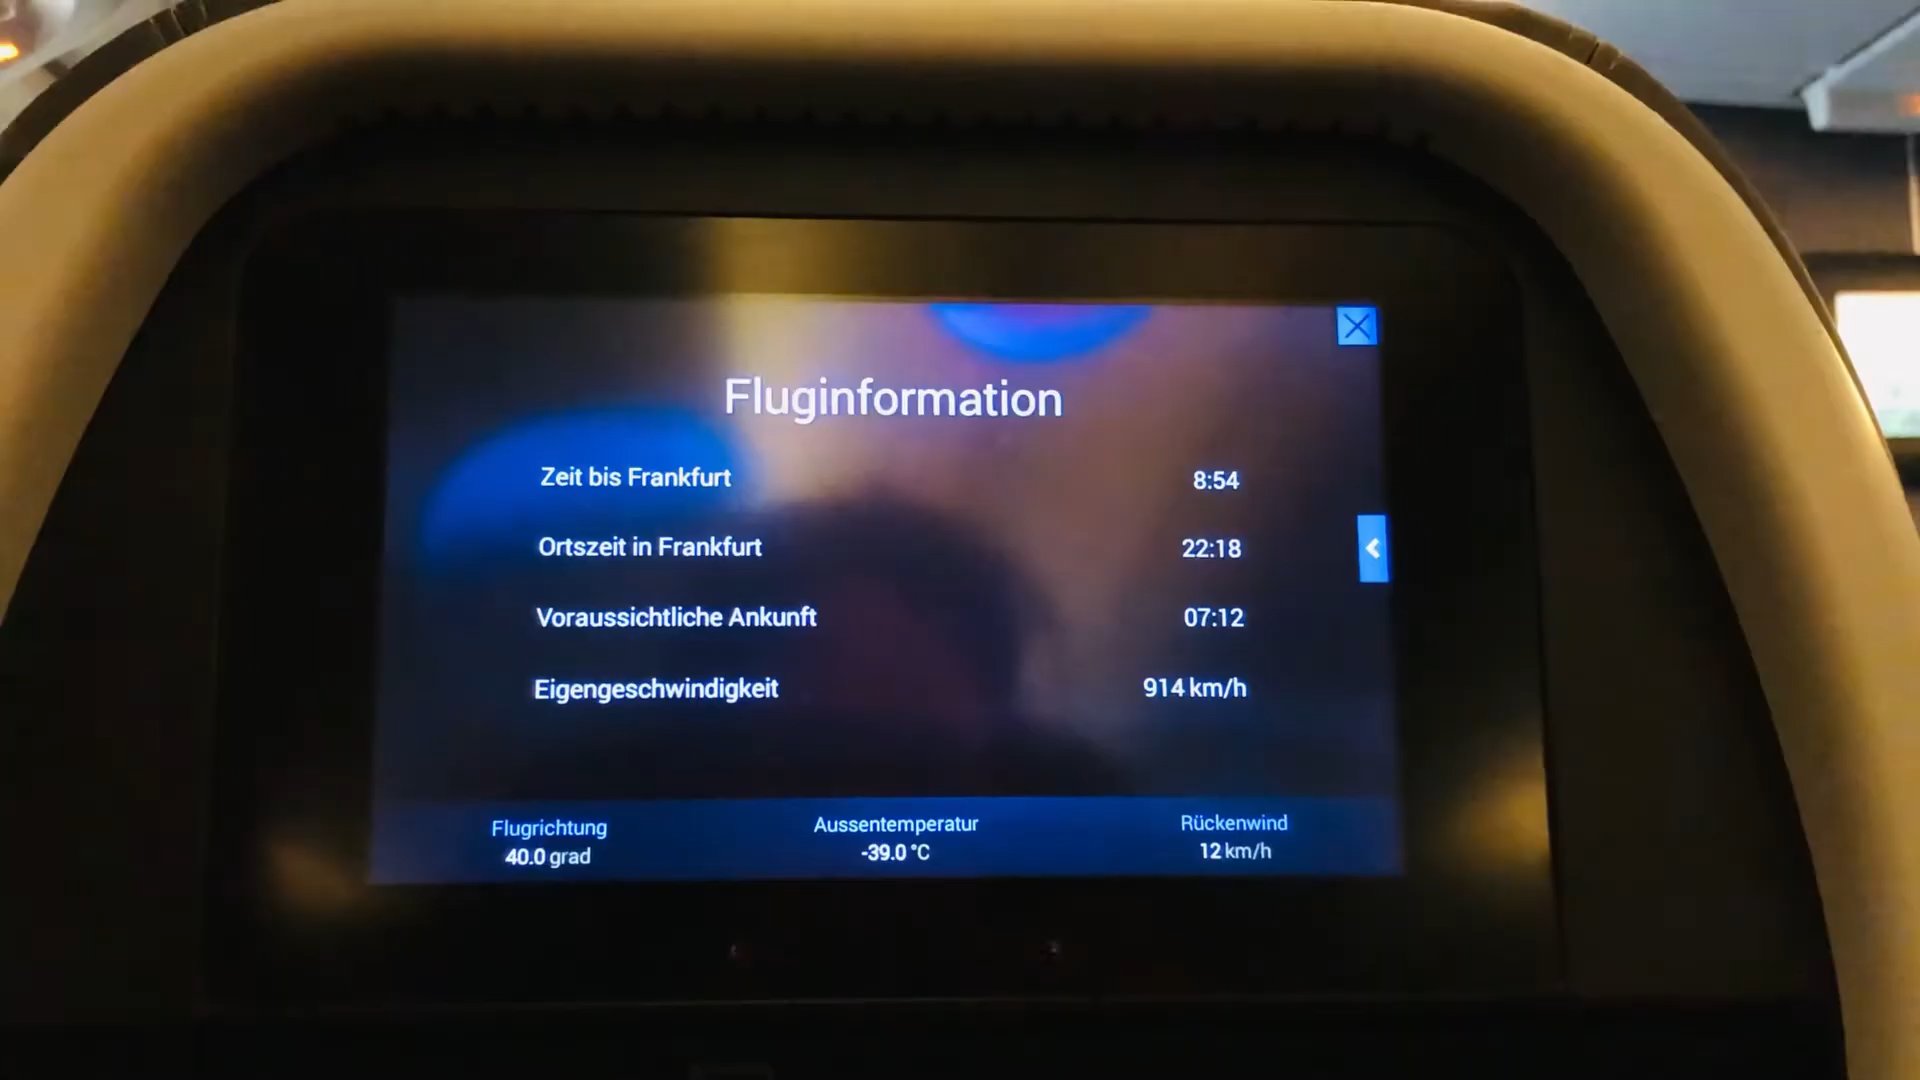 Fluginformation
Zeit bis Frankfurt 8:54
Ortszeit in Frankfurt 22:18
Voraussichtliche Ankunft 07:12
Eigengeschwindigkeit 914 km/h
Flugrichtung Aussentemperatur Rückenwind
40.0 grad -39.0 °C 12 km/h